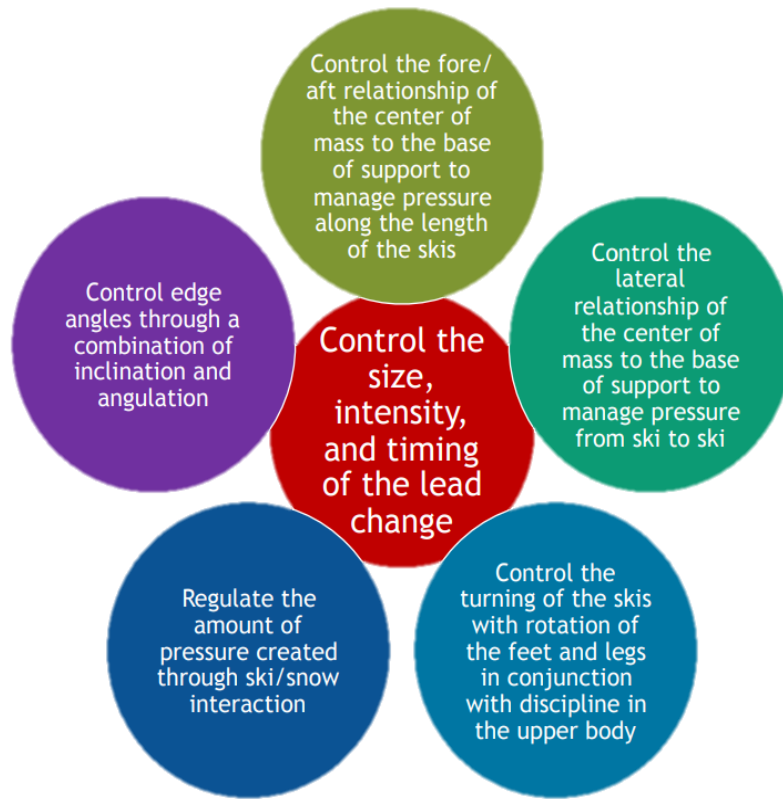 Control the fore/
aft relationship of
the center of
mass to the base
of support to
manage pressure
along the length
of the skis
Control edge
angles through a
combination of
inclination and
angulation
Control the
lateral
relationship of
the center of
mass to the base
of support to
manage pressure
from ski to ski
Control the
size,
intensity,
and timing
of the lead
change
Regulate the
amount of
pressure created
through ski/snow
interaction
Control the
turning of the skis
with rotation of
the feet and legs
in conjunction
with discipline in
the upper body